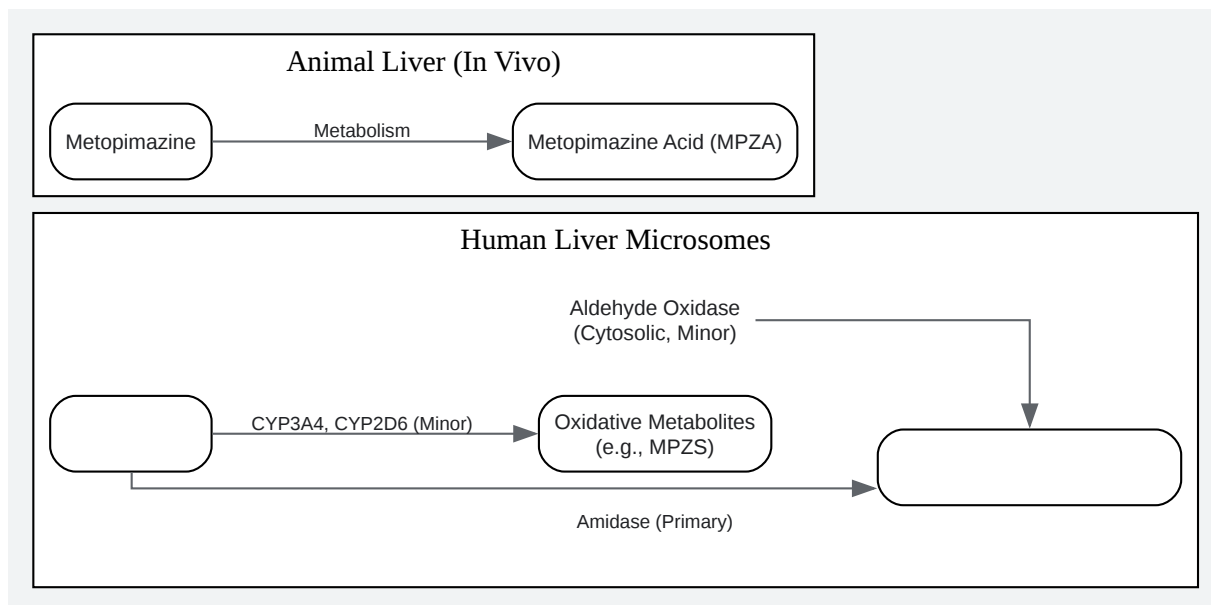 Animal Liver (In Vivo)
Metopimazine
Metabolism
Metopimazine Acid (MPZA)
Human Liver Microsomes
Aldehyde Oxidase
(Cytosolic, Minor)
CYP3A4, CYP2D6 (Minor)
Oxidative Metabolites
(e.g., MPZS)
Amidase (Primary)